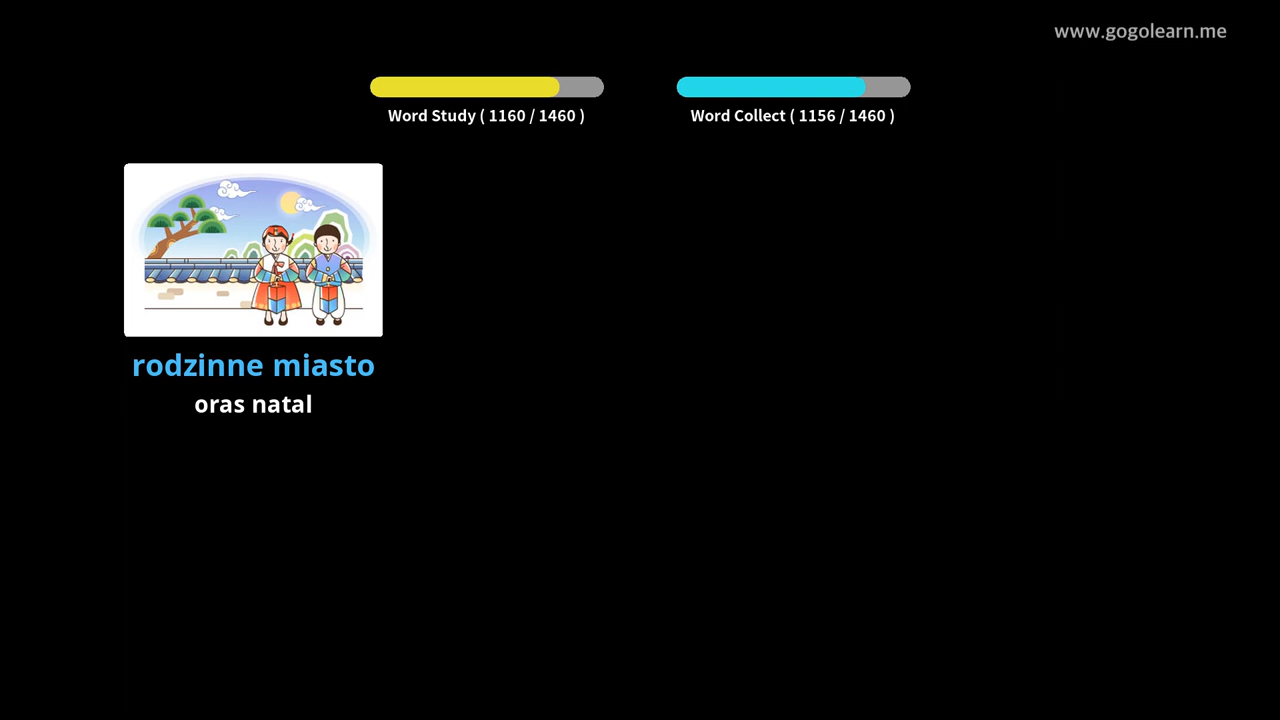 www.gogolearn.me
Word Study ( 1160 / 1460 )
Word Collect ( 1156 / 1460 )
rodzinne miasto
oras natal